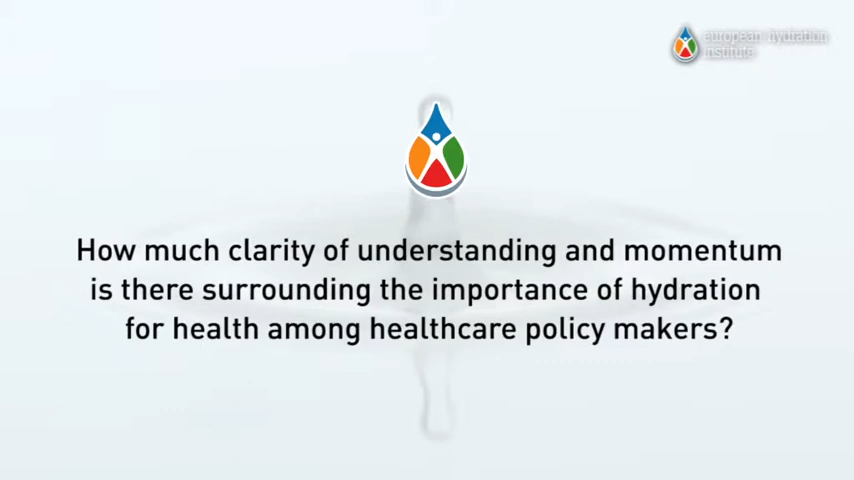 european hydration
institute
How much clarity of understanding and momentum
is there surrounding the importance of hydration
for health among healthcare policy makers?